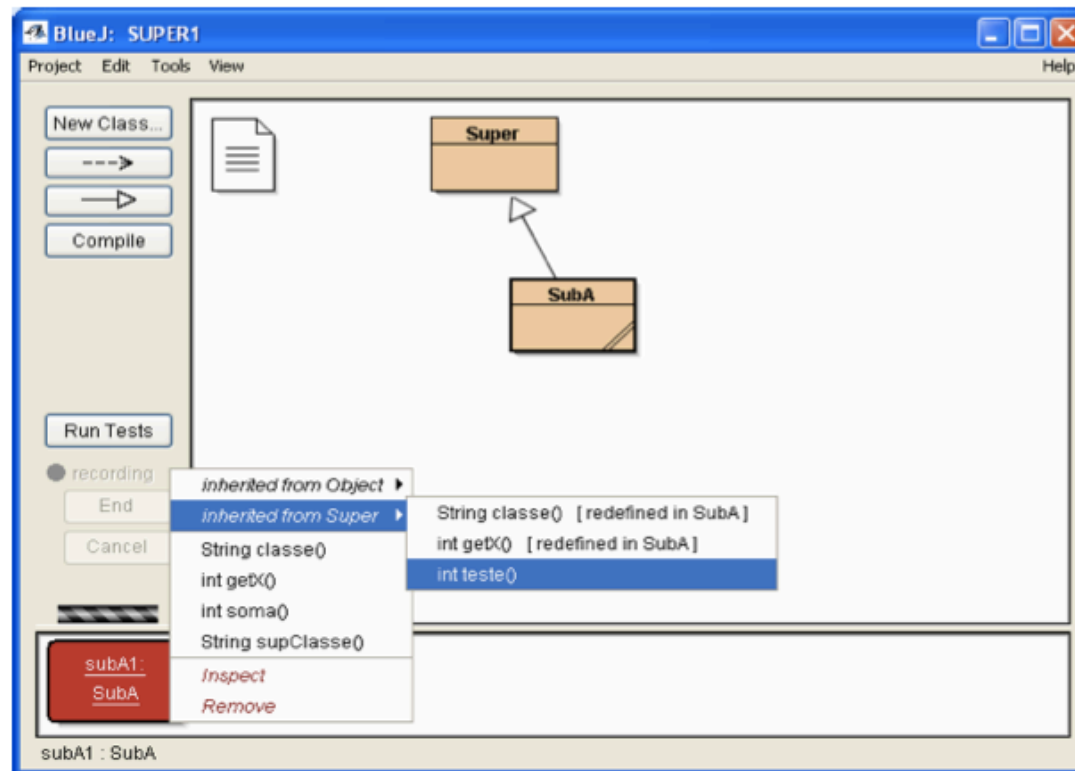 BlueJ: SUPER1
Project Edit Tools View Help
New Class...
Compile
Super
SubA
Run Tests
recording
End
Cancel
inherited from Object
inherited from Super
String classe()
int getX()
int soma()
String supClasse()
Inspect
Remove
String classe() [ redefined in SubA ]
int getX() [ redefined in SubA ]
int teste()
subA1:
SubA
subA1 : SubA